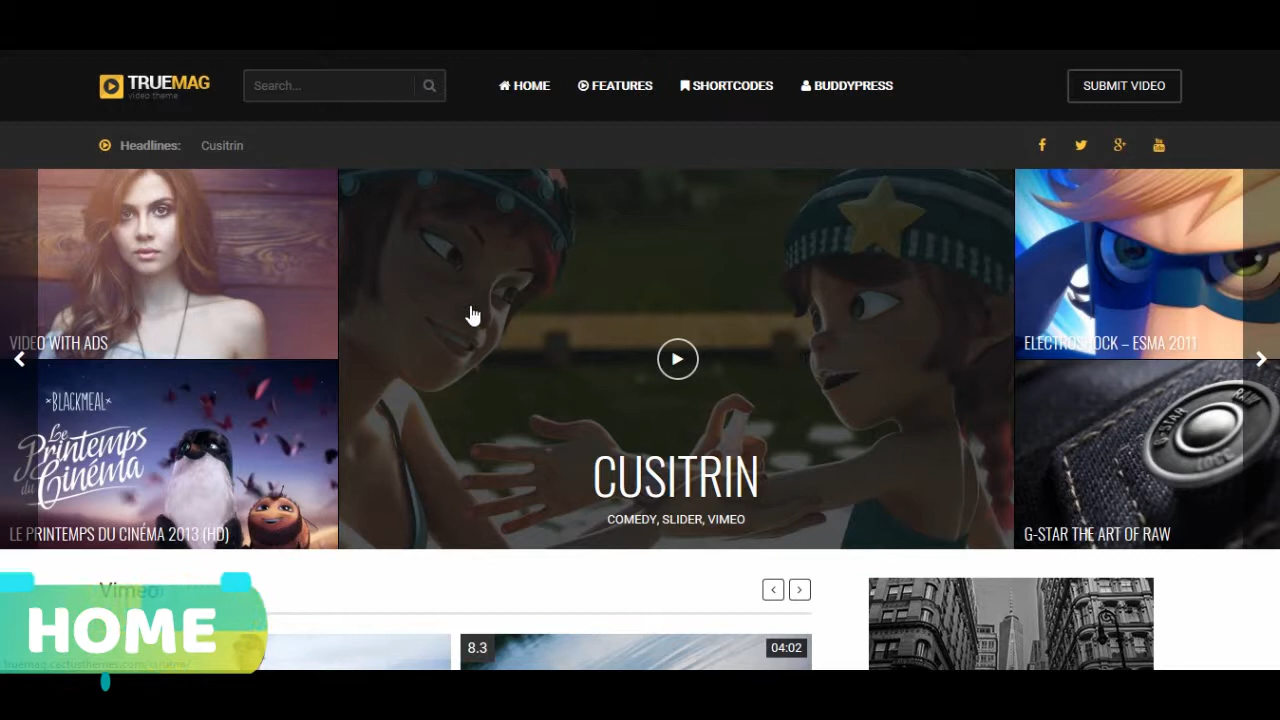 TRUEMAG
video theme
Search...
HOME
FEATURES
SHORTCODES
BUDDYPRESS
SUBMIT VIDEO
Headlines: Cusitrin
VIDEO WITH ADS
×BLACKMEAL×
Le Printemps du Cinéma
LE PRINTEMPS DU CINÉMA 2013 (HD)
CUSITRIN
COMEDY, SLIDER, VIMEO
ELECTROSHOCK – ESMA 2011
G-STAR RAW
G-STAR THE ART OF RAW
Vimeo
HOME
8.3
04:02